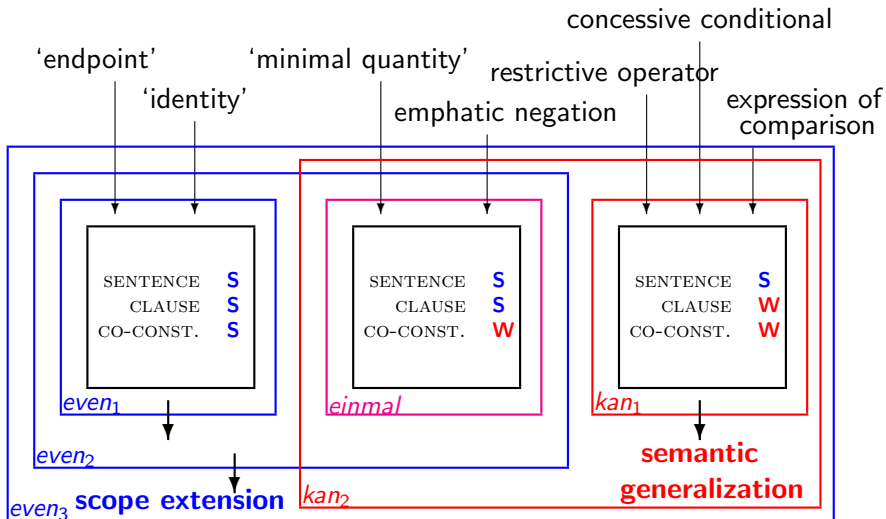 concessive conditional
‘endpoint’ ‘minimal quantity’ restrictive operator
‘identity’ emphatic negation expression of
comparison
SENTENCE S
CLAUSE S
CO-CONST. S
SENTENCE S
CLAUSE S
CO-CONST. W
SENTENCE S
CLAUSE W
CO-CONST. W
even₁ einmal kan₁
even₂ semantic
generalization
even₃ scope extension kan₂